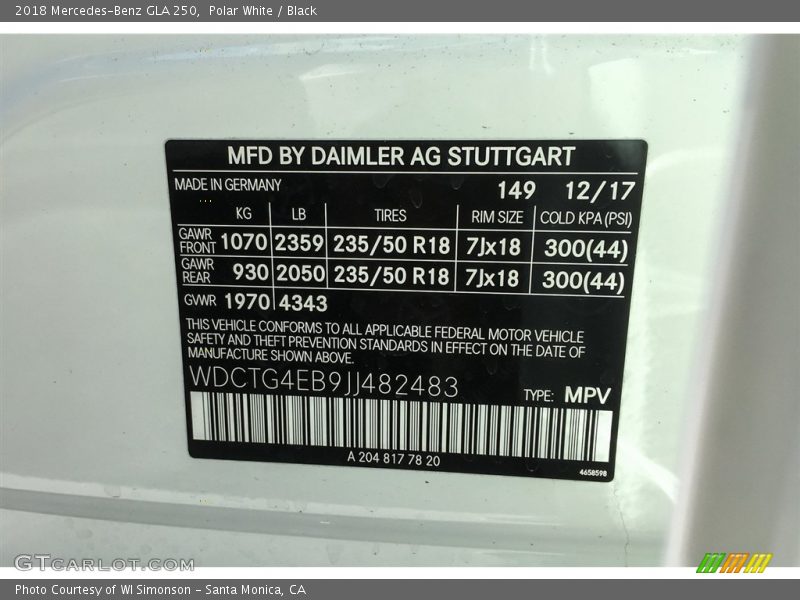 2018 Mercedes-Benz GLA 250, Polar White / Black
MFD BY DAIMLER AG STUTTGART
MADE IN GERMANY 149 12/17
KG LB TIRES RIM SIZE COLD KPA (PSI)
GAWR FRONT 1070 2359 235/50 R18 7Jx18 300(44)
GAWR REAR 930 2050 235/50 R18 7Jx18 300(44)
GVWR 1970 4343
THIS VEHICLE CONFORMS TO ALL APPLICABLE FEDERAL MOTOR VEHICLE
SAFETY AND THEFT PREVENTION STANDARDS IN EFFECT ON THE DATE OF
MANUFACTURE SHOWN ABOVE.
WDCTG4EB9JJ482483 TYPE: MPV
A 204 817 78 20
4658598
GTCARLOT.COM
Photo Courtesy of WI Simonson - Santa Monica, CA